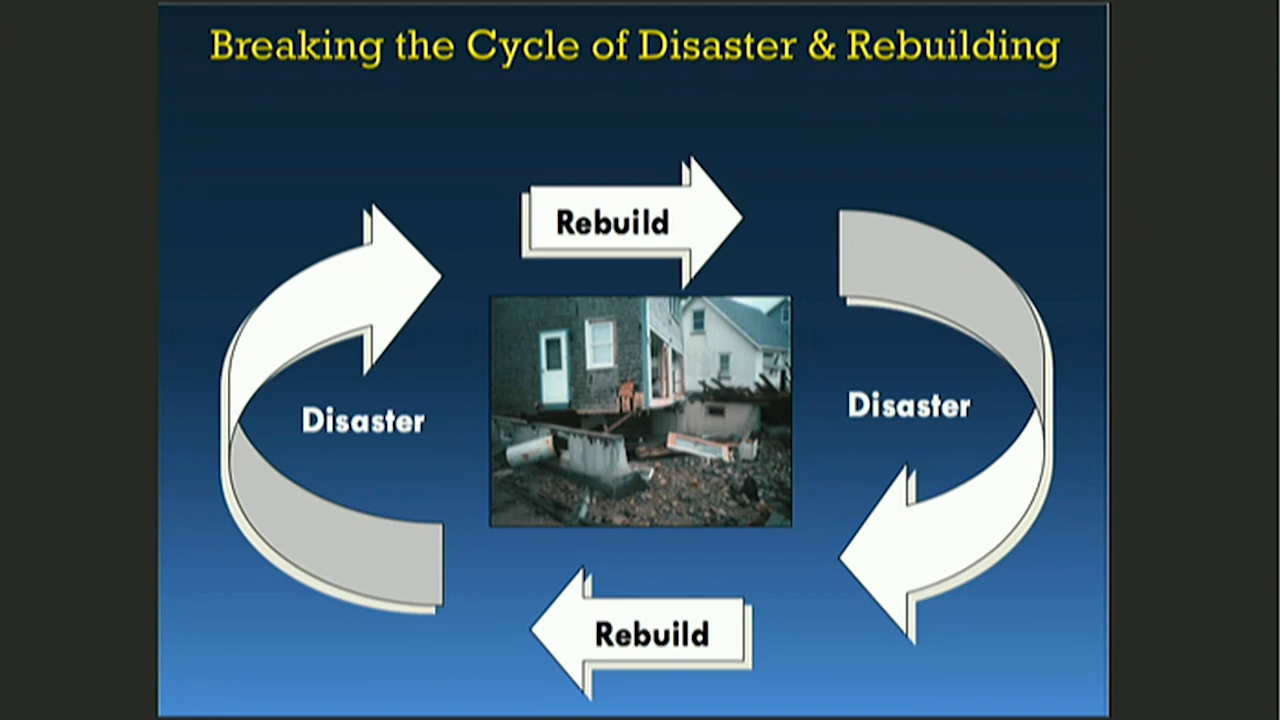 Breaking the Cycle of Disaster & Rebuilding
Rebuild
Disaster
Disaster
Rebuild